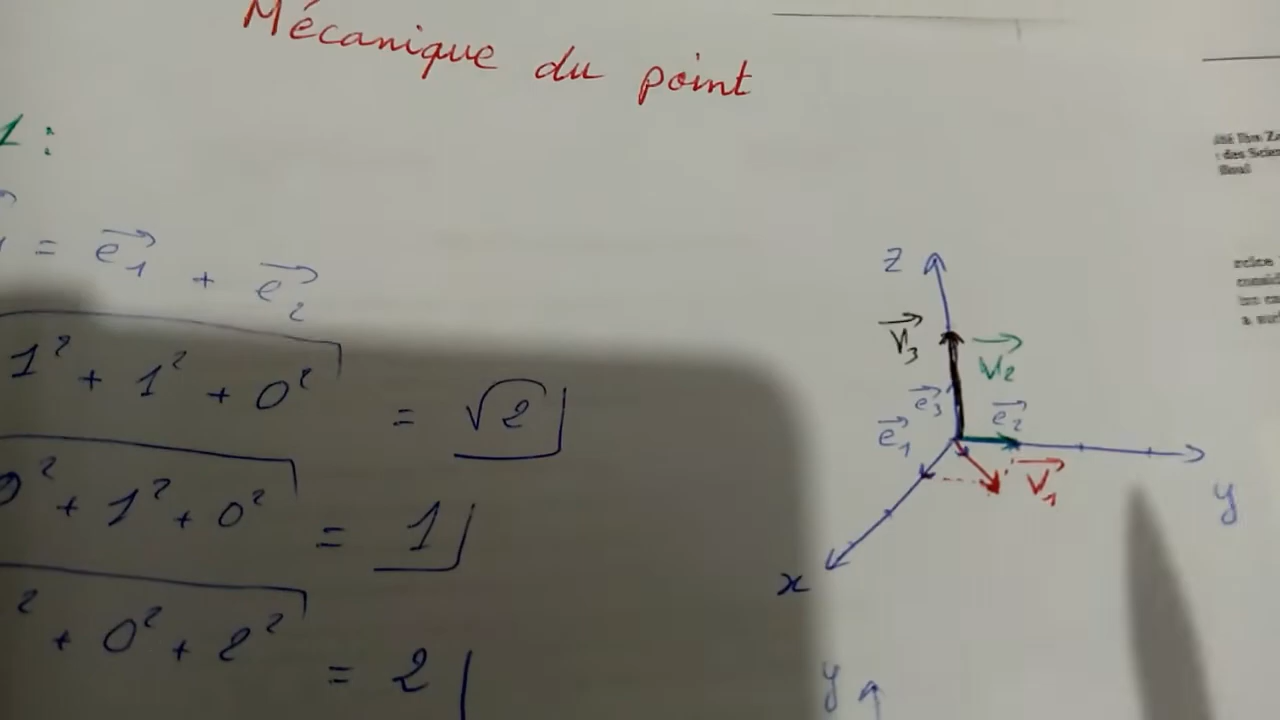 Mécanique du point
1 :
= e₁ + e₂
1² + 1² + 0² = √2
² + 1² + 0² = 1
² + 0² + 2² = 2
z
V₃ V₂
e₃ e₂
e₁
V₁
y
x
y